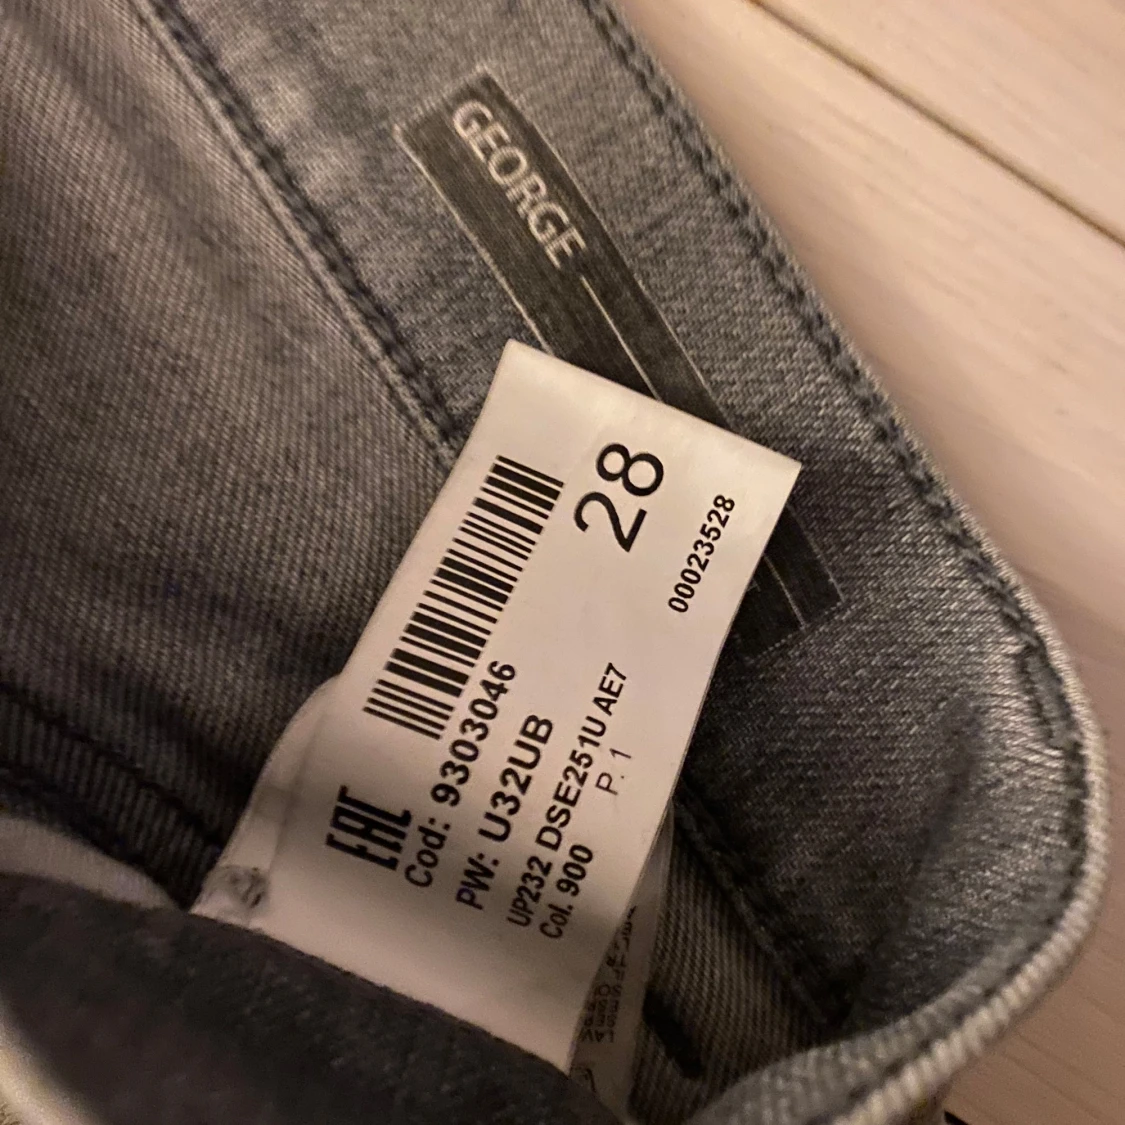 GEORGE
28
00023528
EAC
Cod: 9303046
PW: U32UB
UP232 DSE251U AE7
Col. 900 P. 1